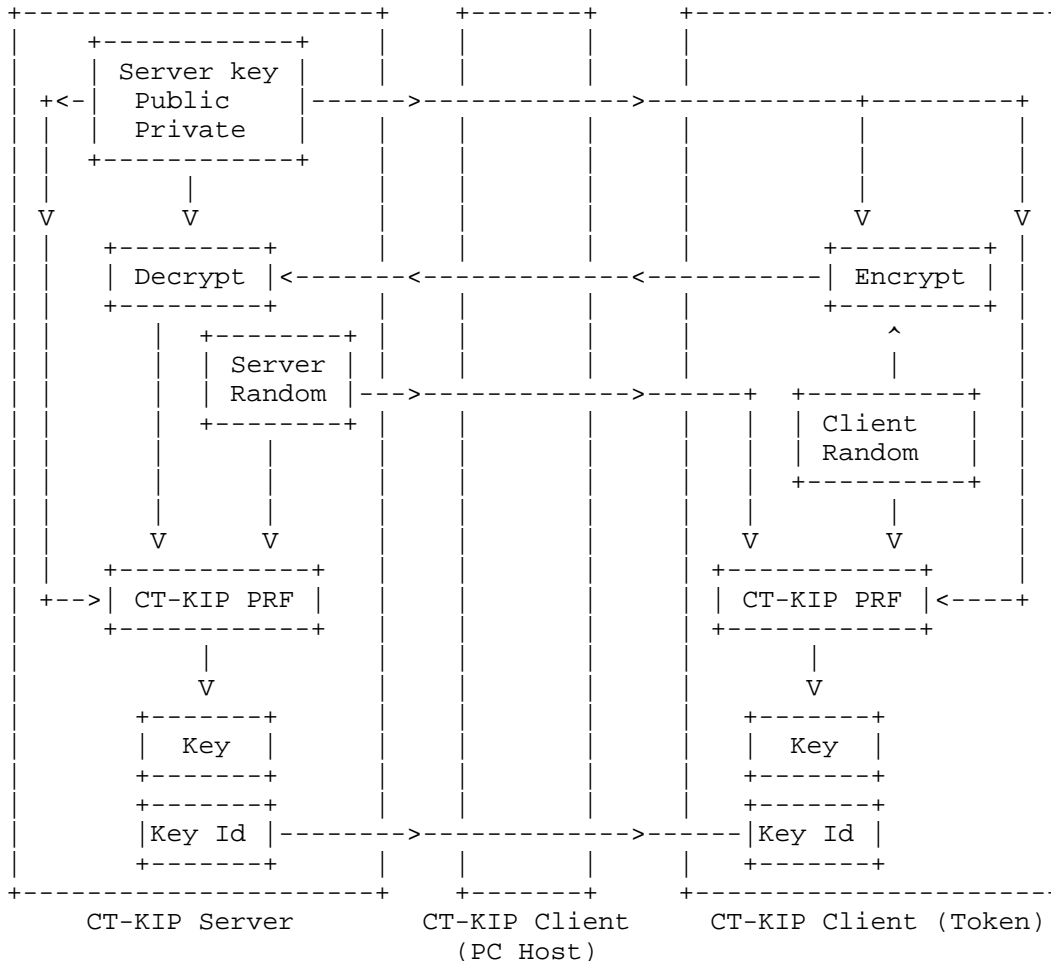 Server key
Public
Private
Decrypt
Encrypt
Server
Random
Client
Random
CT-KIP PRF
CT-KIP PRF
Key
Key
Key Id
Key Id
CT-KIP Server
CT-KIP Client
CT-KIP Client (Token)
(PC Host)